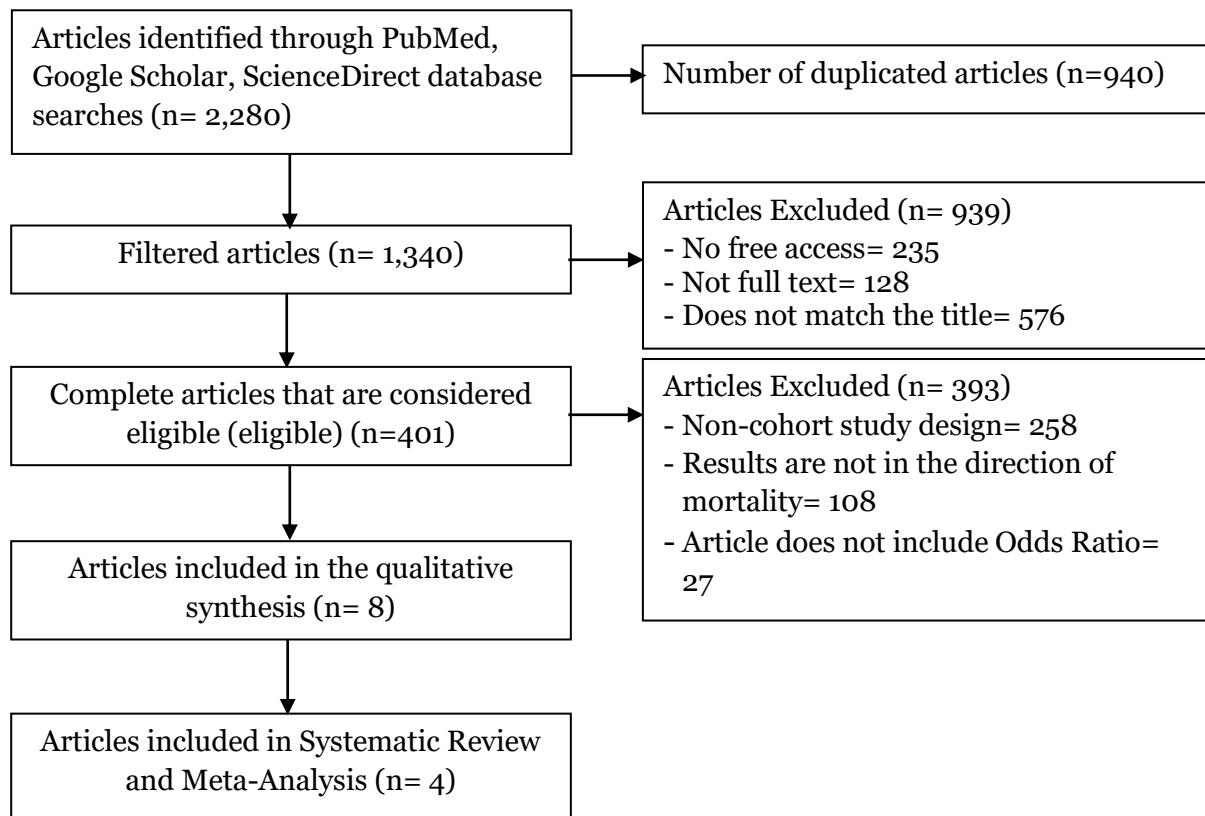 Articles identified through PubMed,
Google Scholar, ScienceDirect database
searches (n= 2,280)
Number of duplicated articles (n=940)
Filtered articles (n= 1,340)
Articles Excluded (n= 939)
- No free access= 235
- Not full text= 128
- Does not match the title= 576
Complete articles that are considered
eligible (eligible) (n=401)
Articles Excluded (n= 393)
- Non-cohort study design= 258
- Results are not in the direction of
mortality= 108
- Article does not include Odds Ratio=
27
Articles included in the qualitative
synthesis (n= 8)
Articles included in Systematic Review
and Meta-Analysis (n= 4)